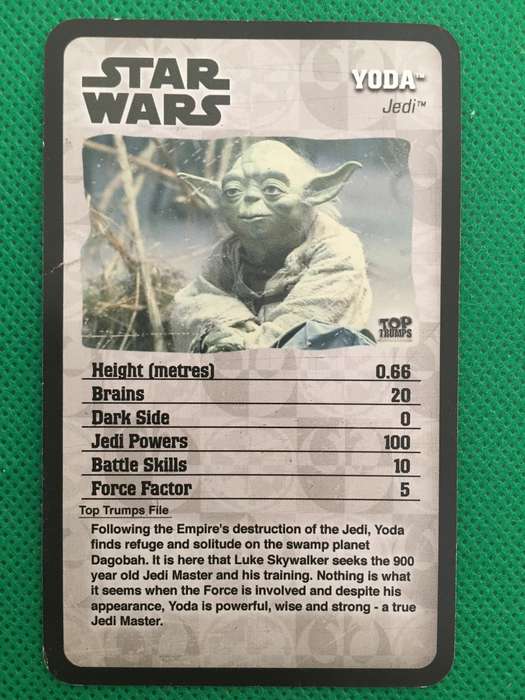 STAR WARS
YODA™
Jedi™
TOP TRUMPS
Height (metres) 0.66
Brains 20
Dark Side 0
Jedi Powers 100
Battle Skills 10
Force Factor 5
Top Trumps File
Following the Empire's destruction of the Jedi, Yoda
finds refuge and solitude on the swamp planet
Dagobah. It is here that Luke Skywalker seeks the 900
year old Jedi Master and his training. Nothing is what
it seems when the Force is involved and despite his
appearance, Yoda is powerful, wise and strong - a true
Jedi Master.